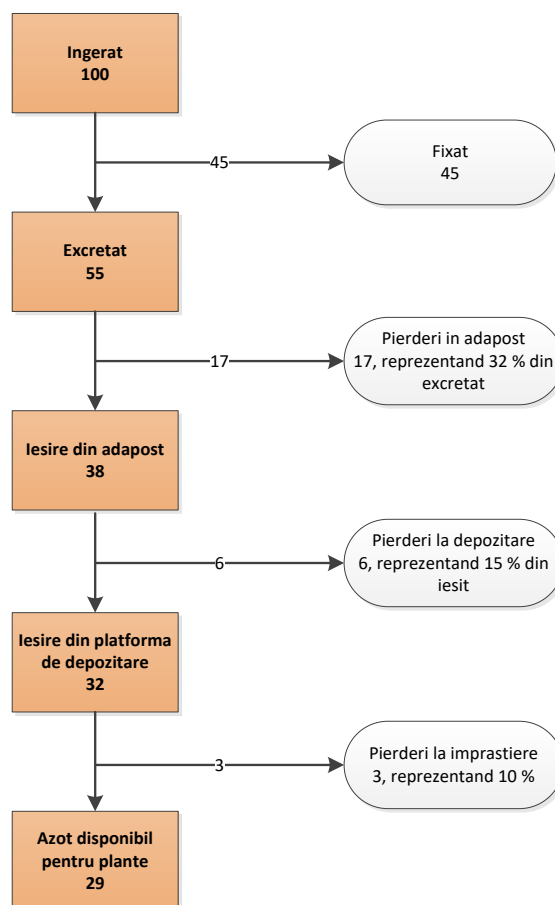 Ingerat
100
45
Fixat
45
Excretat
55
17
Pierderi in adapost
17, reprezentand 32 % din
excretat
Iesire din adapost
38
6
Pierderi la depozitare
6, reprezentand 15 % din
iesit
Iesire din platforma
de depozitare
32
3
Pierderi la imprastiere
3, reprezentand 10 %
Azot disponibil
pentru plante
29